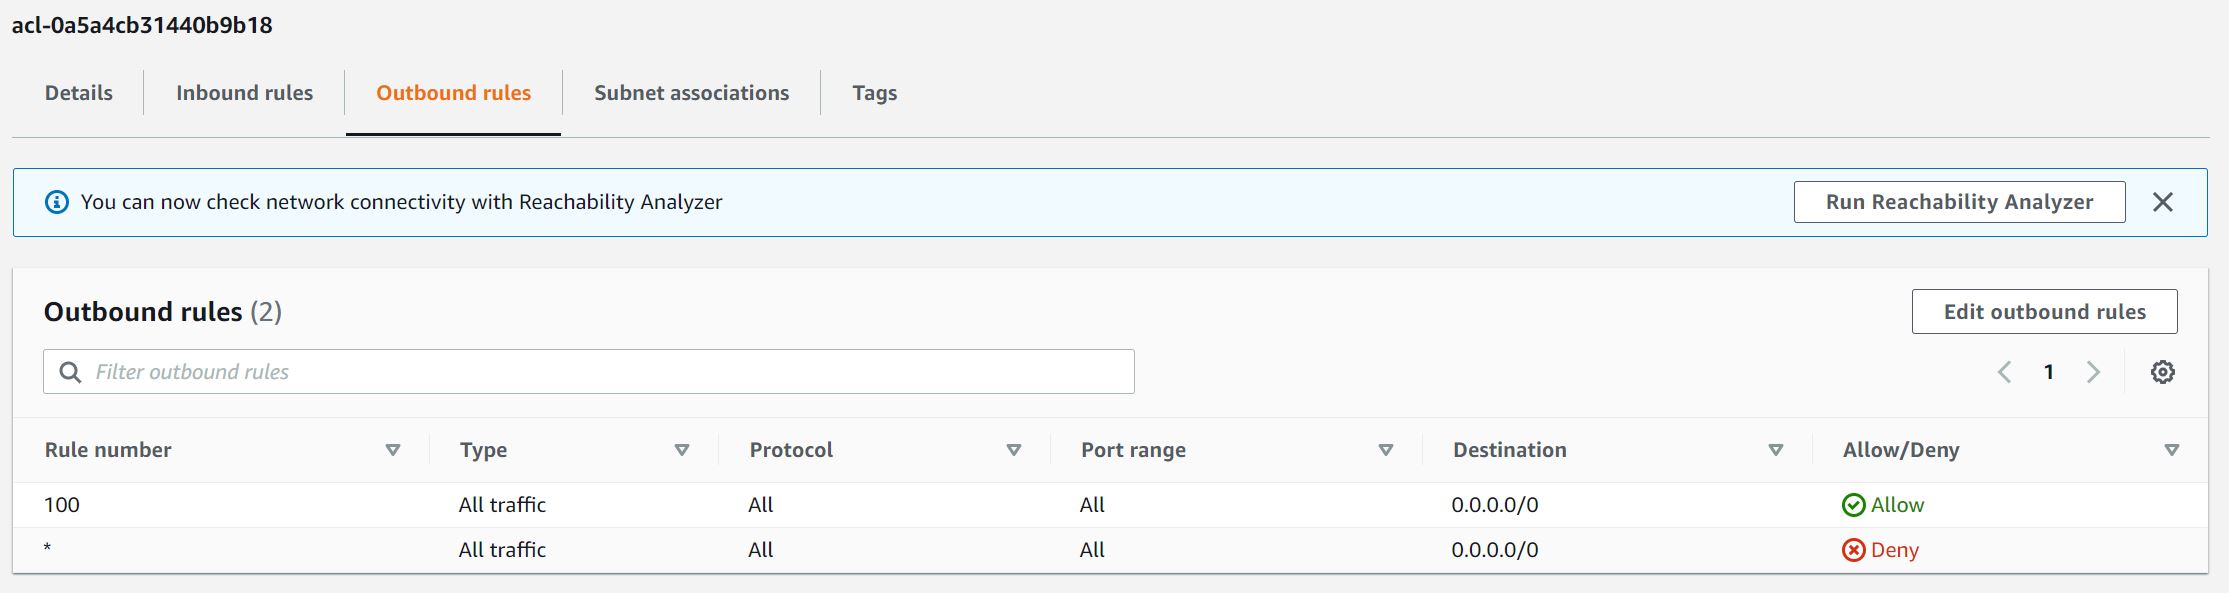 acl-0a5a4cb31440b9b18
Details Inbound rules Outbound rules Subnet associations Tags
You can now check network connectivity with Reachability Analyzer Run Reachability Analyzer
Outbound rules (2) Edit outbound rules
Filter outbound rules 1
Rule number Type Protocol Port range Destination Allow/Deny
100 All traffic All All 0.0.0.0/0 Allow
* All traffic All All 0.0.0.0/0 Deny